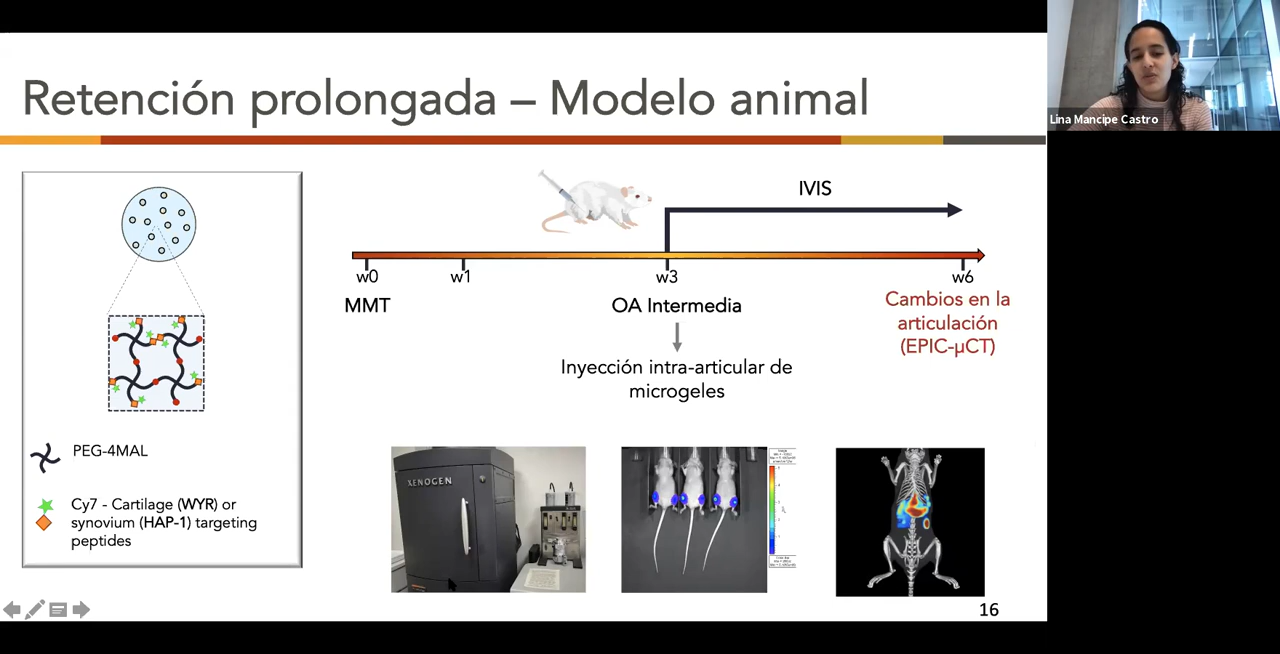 Retención prolongada – Modelo animal
Lina Mancipe Castro
IVIS
w0
w1
w3
w6
MMT
OA Intermedia
Cambios en la
articulación
(EPIC-µCT)
Inyección intra-articular de
microgeles
PEG-4MAL
Cy7 - Cartilage (WYR) or
synovium (HAP-1) targeting
peptides
XENOGEN
16